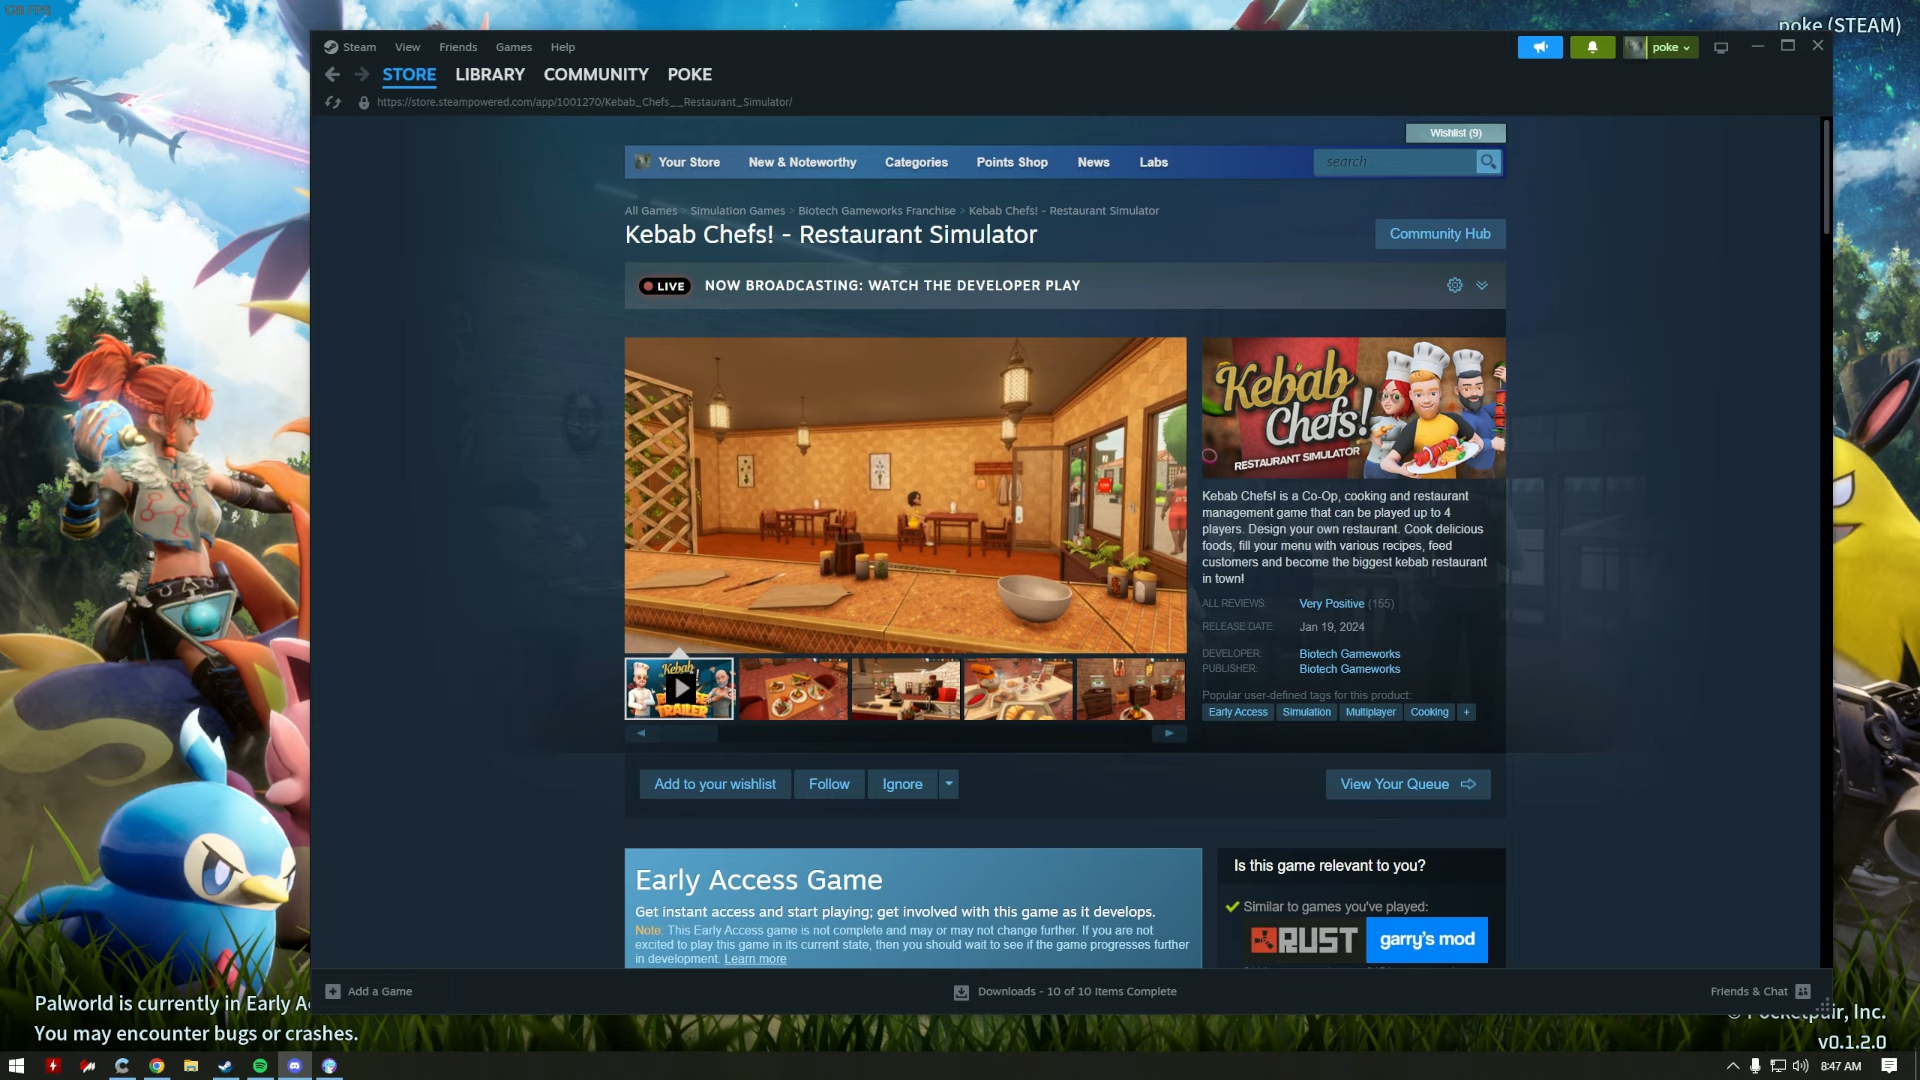 poke (STEAM)
Steam View Friends Games Help
poke
STORE LIBRARY COMMUNITY POKE
https://store.steampowered.com/app/1001270/Kebab_Chefs__Restaurant_Simulator/
Wishlist (9)
Your Store New & Noteworthy Categories Points Shop News Labs
search
All Games > Simulation Games > Biotech Gameworks Franchise > Kebab Chefs! - Restaurant Simulator
Kebab Chefs! - Restaurant Simulator
Community Hub
LIVE NOW BROADCASTING: WATCH THE DEVELOPER PLAY
Kebab
Chefs!
RESTAURANT SIMULATOR
Kebab Chefs! is a Co-Op, cooking and restaurant
management game that can be played up to 4
players. Design your own restaurant. Cook delicious
foods, fill your menu with various recipes, feed
customers and become the biggest kebab restaurant
in town!
ALL REVIEWS: Very Positive (155)
RELEASE DATE: Jan 19, 2024
DEVELOPER: Biotech Gameworks
PUBLISHER: Biotech Gameworks
Popular user-defined tags for this product:
Early Access Simulation Multiplayer Cooking +
Kebab
TRAILER
Add to your wishlist Follow Ignore
View Your Queue
Early Access Game
Get instant access and start playing; get involved with this game as it develops.
Note: This Early Access game is not complete and may or may not change further. If you are not
excited to play this game in its current state, then you should wait to see if the game progresses further
in development. Learn more
Is this game relevant to you?
Similar to games you've played:
RUST garry's mod
Add a Game
Downloads - 10 of 10 Items Complete
Friends & Chat
Palworld is currently in Early
You may encounter bugs or crashes.
© Pocketpair, Inc.
v0.1.2.0
8:47 AM